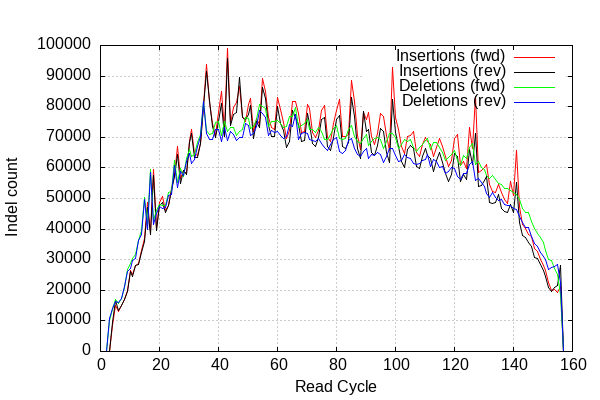 100000
90000
80000
70000
60000
50000
40000
30000
20000
10000
0
Indel count
Insertions (fwd)
Insertions (rev)
Deletions (fwd)
Deletions (rev)
0 20 40 60 80 100 120 140 160
Read Cycle